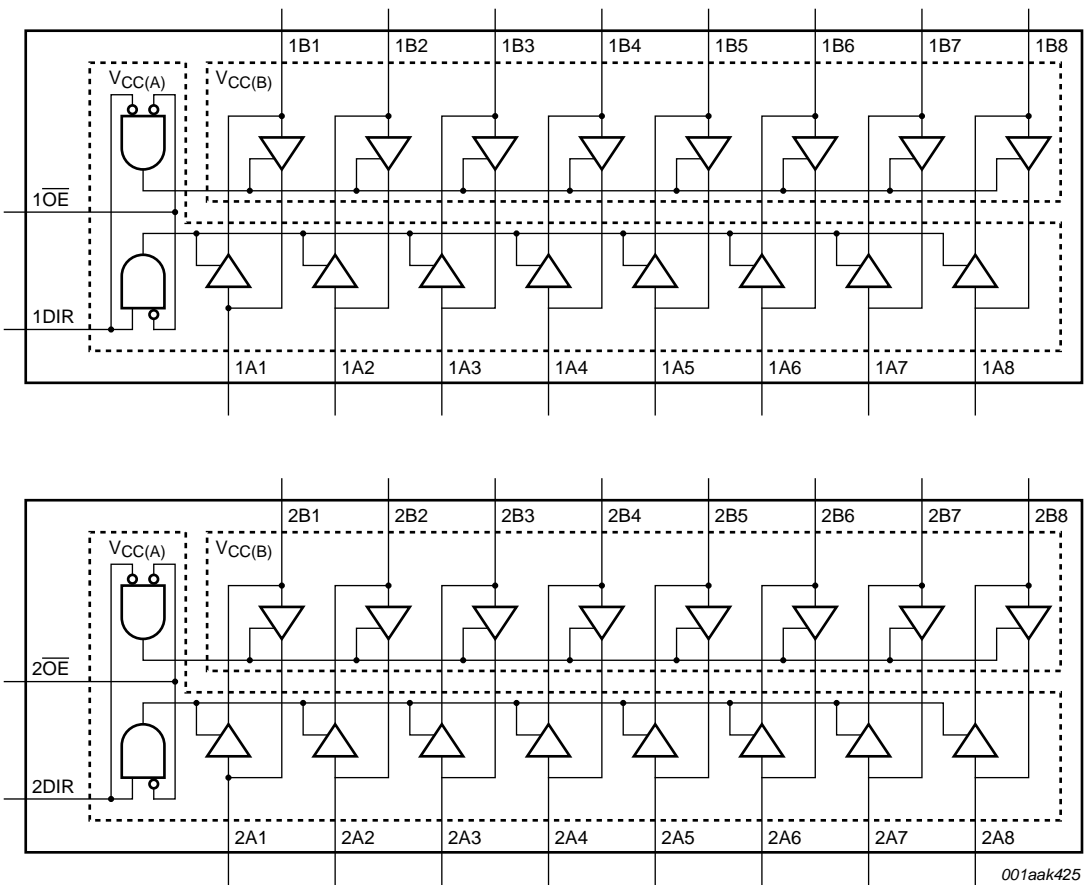 1B1 1B2 1B3 1B4 1B5 1B6 1B7 1B8
VCC(A) VCC(B)
1O̅E̅
1DIR
1A1 1A2 1A3 1A4 1A5 1A6 1A7 1A8
2B1 2B2 2B3 2B4 2B5 2B6 2B7 2B8
VCC(A) VCC(B)
2O̅E̅
2DIR
2A1 2A2 2A3 2A4 2A5 2A6 2A7 2A8
001aak425